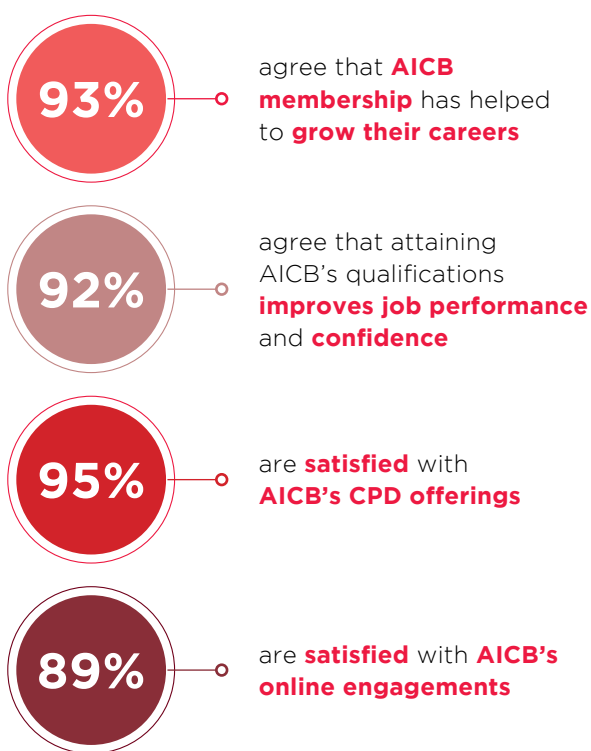 93%
agree that AICB
membership has helped
to grow their careers
92%
agree that attaining
AICB’s qualifications
improves job performance
and confidence
95%
are satisfied with
AICB’s CPD offerings
89%
are satisfied with AICB’s
online engagements